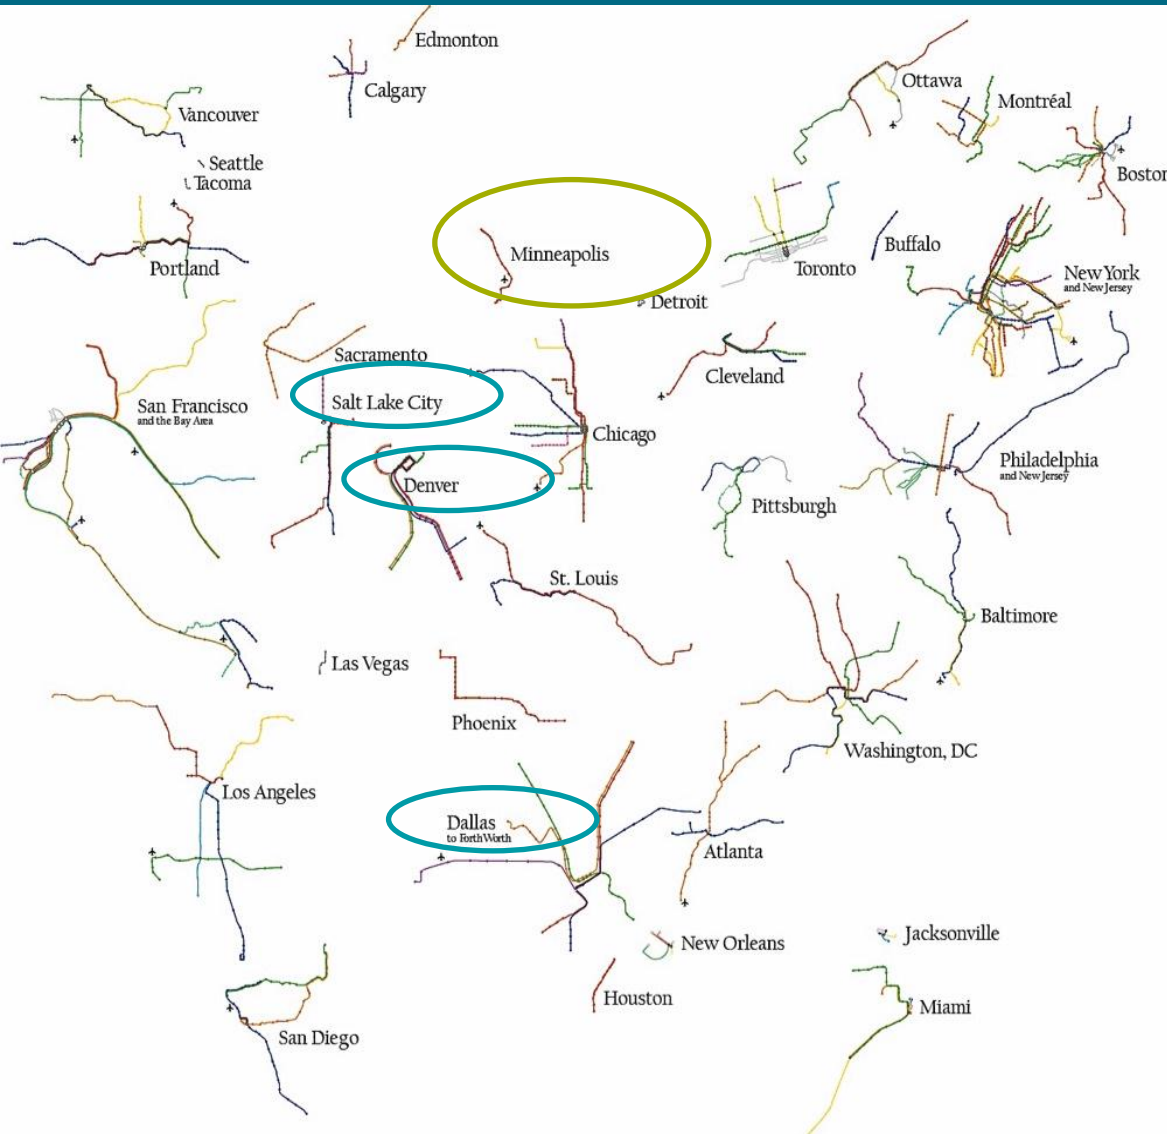 Edmonton
Calgary
Ottawa
Montréal
Vancouver
Boston
Seattle
Tacoma
Portland
Minneapolis
Toronto
Buffalo
New York
and New Jersey
Detroit
Sacramento
Cleveland
San Francisco
and the Bay Area
Salt Lake City
Chicago
Denver
Philadelphia
and New Jersey
Pittsburgh
St. Louis
Baltimore
Las Vegas
Phoenix
Washington, DC
Los Angeles
Dallas
to Forth Worth
Atlanta
New Orleans
Jacksonville
Houston
Miami
San Diego